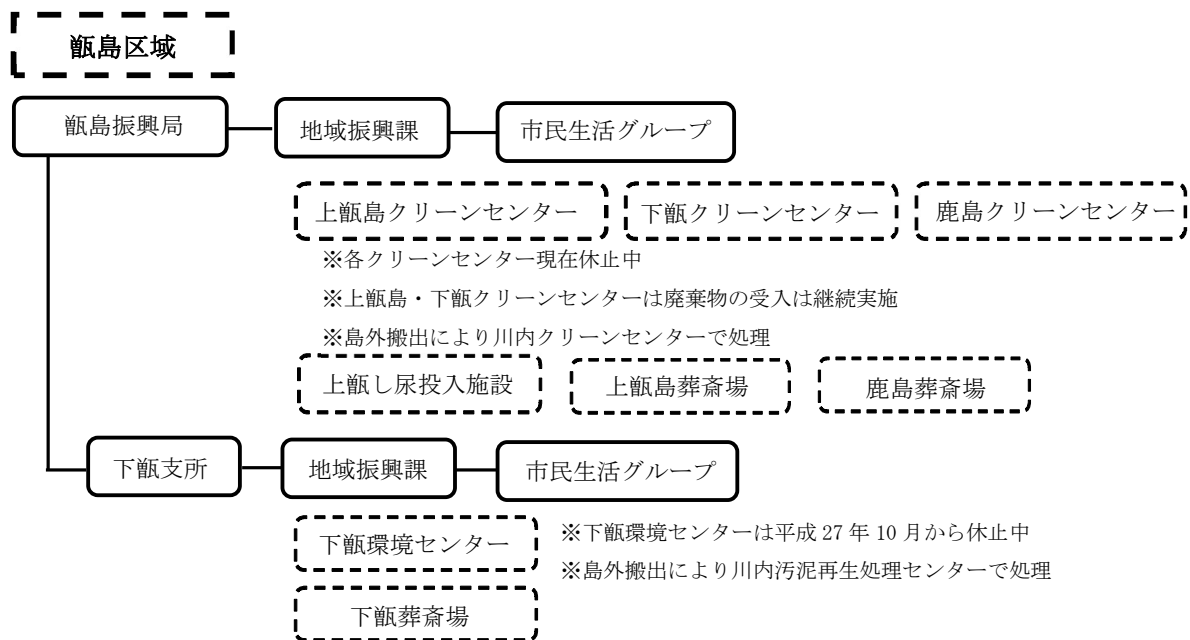 甑島区域
甑島振興局 地域振興課 市民生活グループ
上甑島クリーンセンター 下甑クリーンセンター 鹿島クリーンセンター
※各クリーンセンター現在休止中
※上甑島・下甑クリーンセンターは廃棄物の受入は継続実施
※島外搬出により川内クリーンセンターで処理
上甑し尿投入施設 上甑島葬斎場 鹿島葬斎場
下甑支所 地域振興課 市民生活グループ
下甑環境センター ※下甑環境センターは平成 27 年 10 月から休止中
※島外搬出により川内汚泥再生処理センターで処理
下甑葬斎場